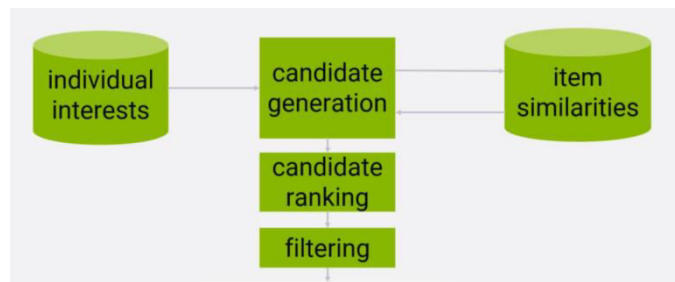 individual
interests
candidate
generation
item
similarities
candidate
ranking
filtering